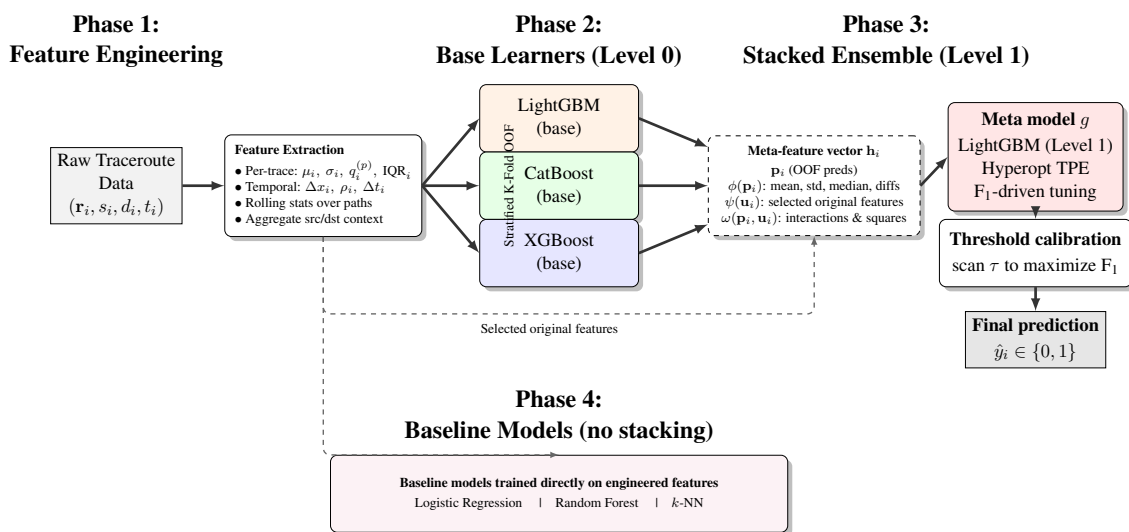 Phase 1:
Feature Engineering
Phase 2:
Base Learners (Level 0)
Phase 3:
Stacked Ensemble (Level 1)
Raw Traceroute
Data
(r_i, s_i, d_i, t_i)
Feature Extraction
● Per-trace: μ_i, σ_i, q_i^(p), IQR_i
● Temporal: Δx_i, ρ_i, Δt_i
● Rolling stats over paths
● Aggregate src/dst context
Stratified K-Fold OOF
LightGBM
(base)
CatBoost
(base)
XGBoost
(base)
Meta-feature vector h_i
p_i (OOF preds)
ϕ(p_i): mean, std, median, diffs
ψ(u_i): selected original features
ω(p_i, u_i): interactions & squares
Meta model g
LightGBM (Level 1)
Hyperopt TPE
F_1-driven tuning
Threshold calibration
scan τ to maximize F_1
Final prediction
ŷ_i ∈ {0, 1}
Selected original features
Phase 4:
Baseline Models (no stacking)
Baseline models trained directly on engineered features
Logistic Regression | Random Forest | k-NN